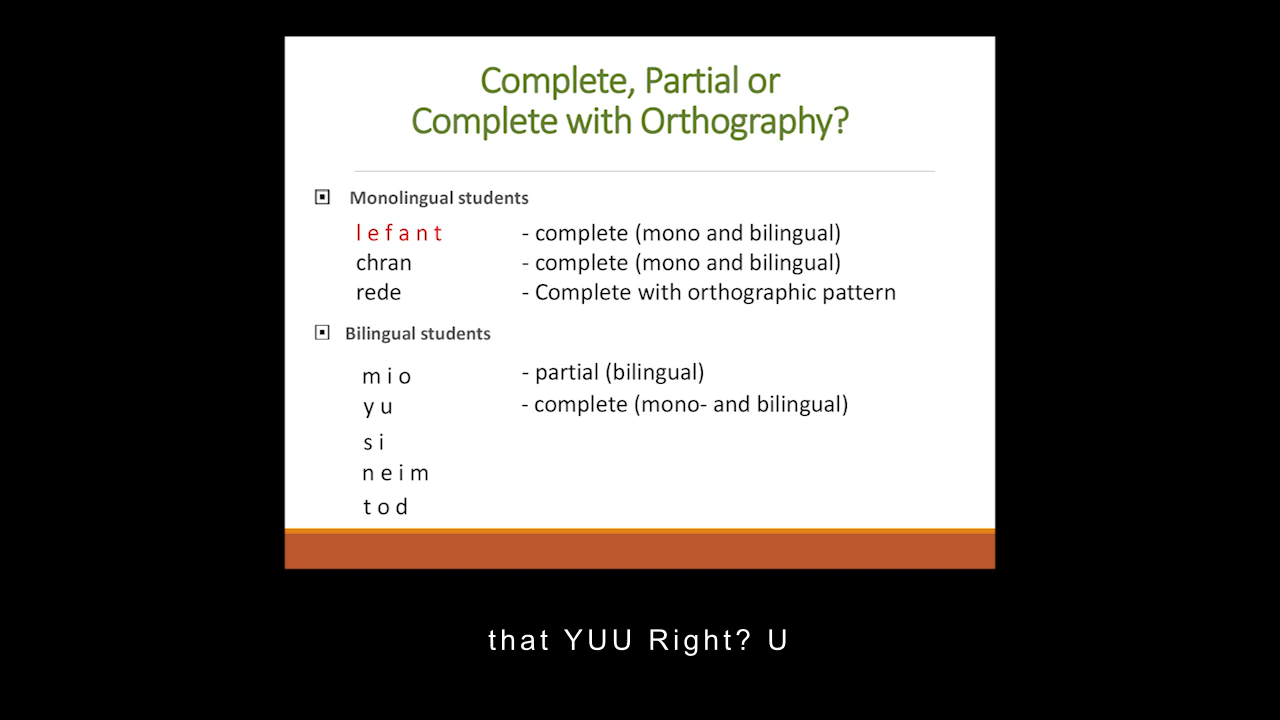 Complete, Partial or
Complete with Orthography?
Monolingual students
l e f a n t - complete (mono and bilingual)
chran - complete (mono and bilingual)
rede - Complete with orthographic pattern
Bilingual students
m i o - partial (bilingual)
y u - complete (mono- and bilingual)
s i
n e i m
t o d
that YUU Right? U